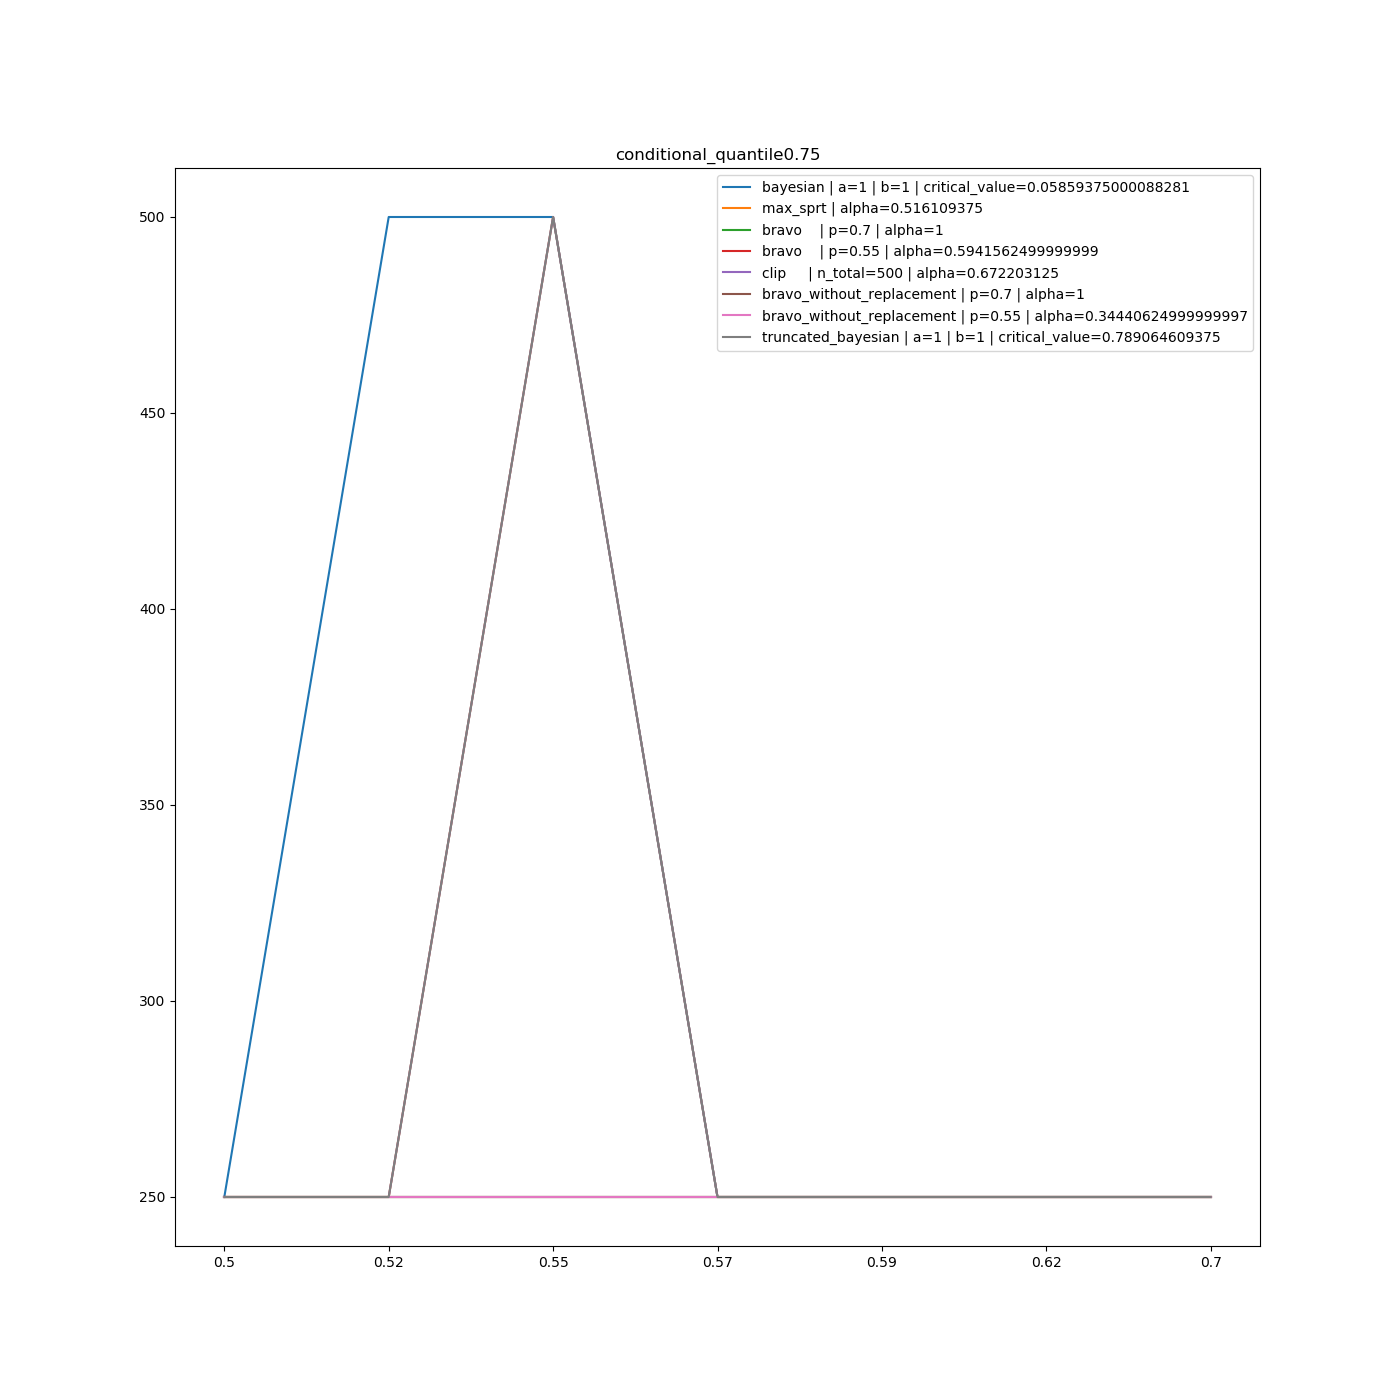 conditional_quantile0.75
bayesian | a=1 | b=1 | critical_value=0.05859375000088281
max_sprt | alpha=0.516109375
bravo    | p=0.7 | alpha=1
bravo    | p=0.55 | alpha=0.5941562499999999
clip     | n_total=500 | alpha=0.672203125
bravo_without_replacement | p=0.7 | alpha=1
bravo_without_replacement | p=0.55 | alpha=0.34440624999999997
truncated_bayesian | a=1 | b=1 | critical_value=0.789064609375
500
450
400
350
300
250
0.5 0.52 0.55 0.57 0.59 0.62 0.7